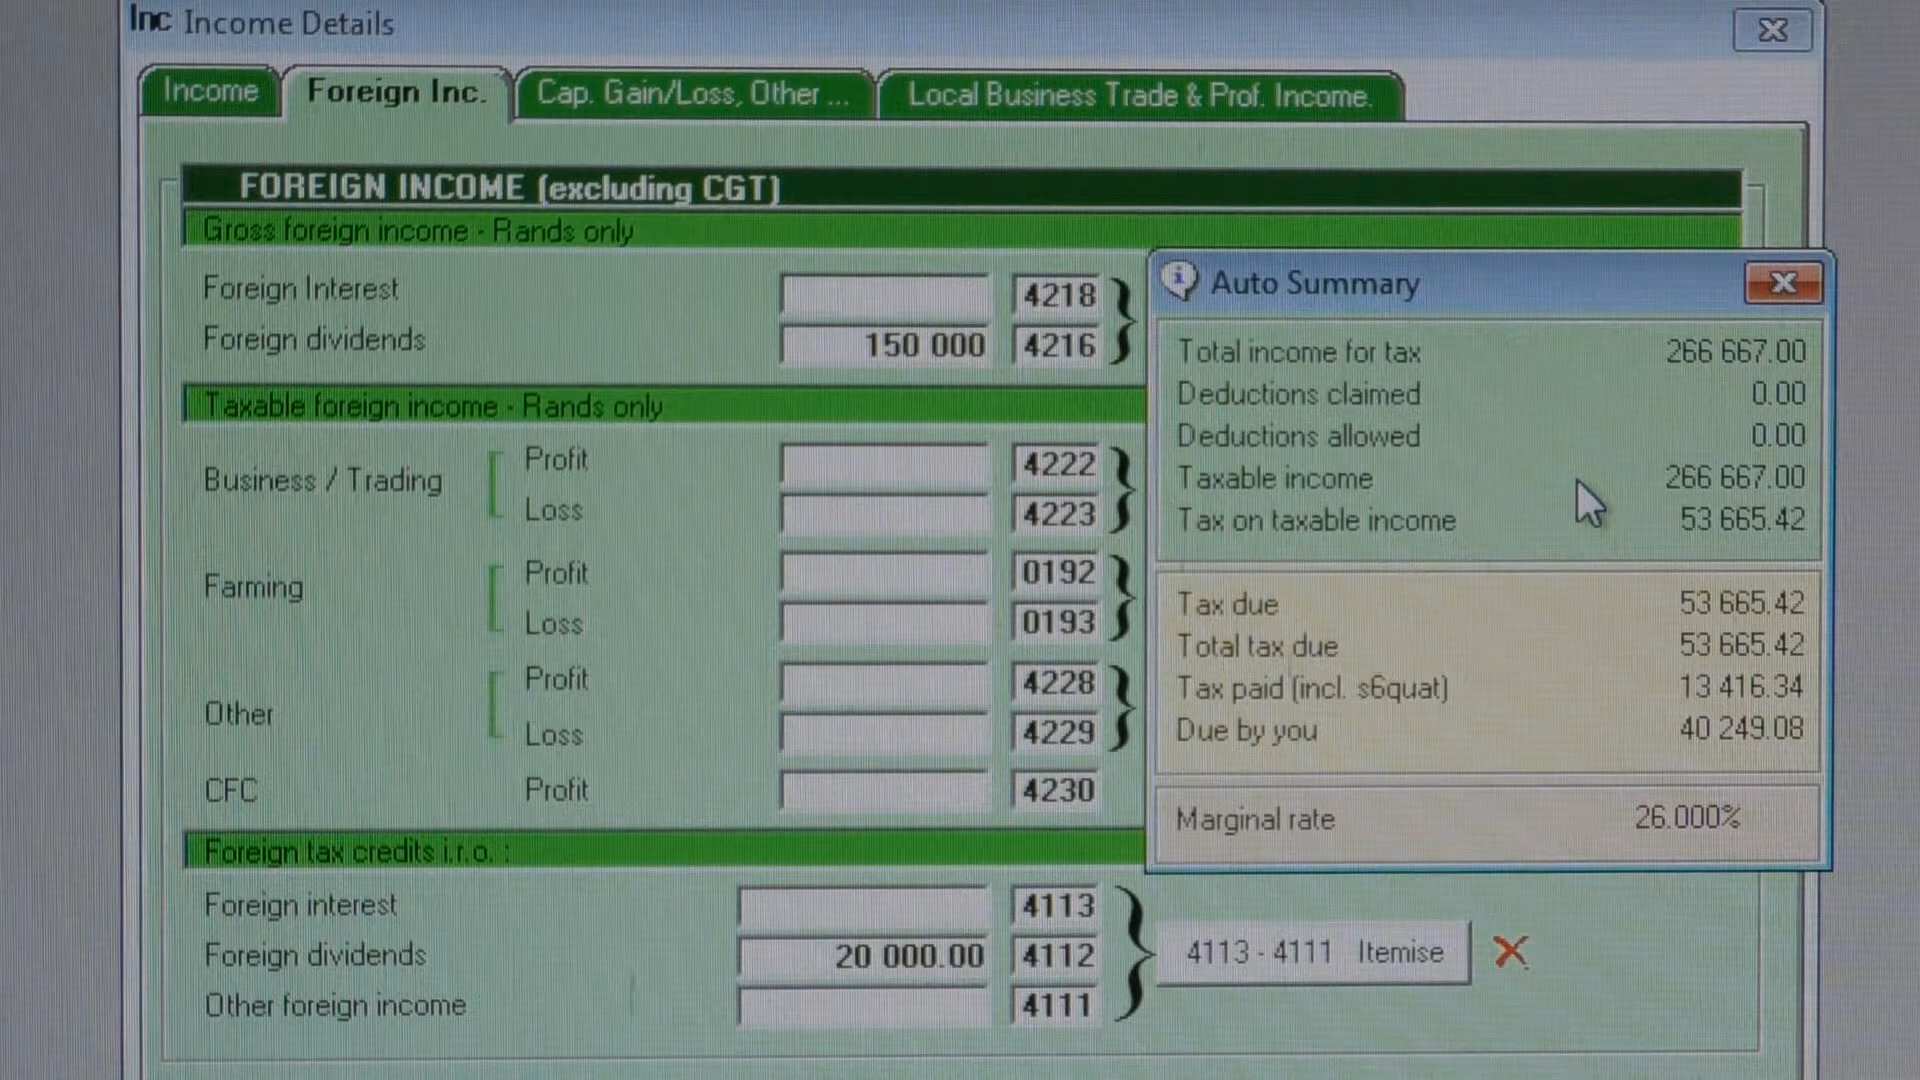 Inc Income Details
Income
Foreign Inc.
Cap. Gain/Loss, Other ...
Local Business Trade & Prof. Income.
FOREIGN INCOME (excluding CGT)
Gross foreign income - Rands only
Foreign Interest 4218
Foreign dividends 150 000 4216
Taxable foreign income - Rands only
Business / Trading
Profit 4222
Loss 4223
Farming
Profit 0192
Loss 0193
Other
Profit 4228
Loss 4229
CFC Profit 4230
Foreign tax credits i.r.o. :
Foreign interest 4113
Foreign dividends 20 000.00 4112
Other foreign income 4111
4113 - 4111 Itemise
Auto Summary
Total income for tax 266 667.00
Deductions claimed 0.00
Deductions allowed 0.00
Taxable income 266 667.00
Tax on taxable income 53 665.42
Tax due 53 665.42
Total tax due 53 665.42
Tax paid (incl. s6quat) 13 416.34
Due by you 40 249.08
Marginal rate 26.000%